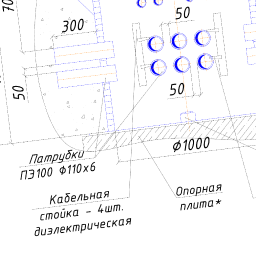 50
300
50
50
Патрубки
ПЭ100 Ф110х6
Ф1000
Кабельная
стойка - 4шт.
диэлектрическая
Опорная
плита*